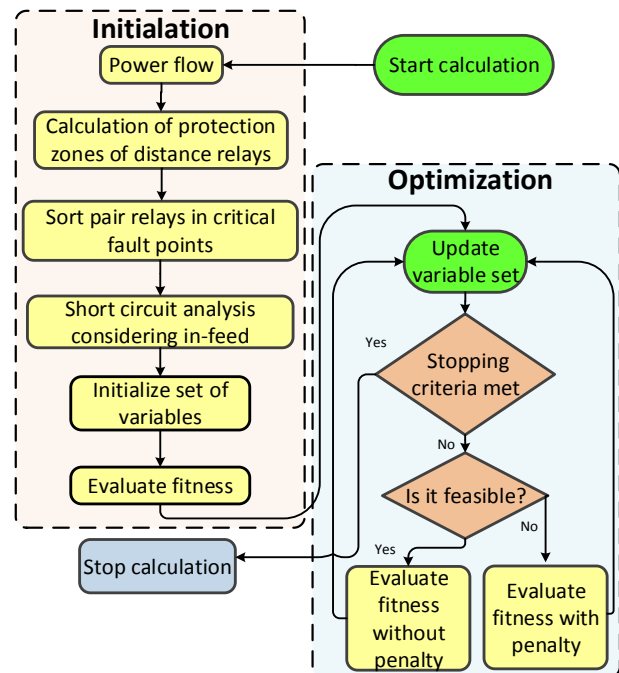 Initialation
Power flow
Start calculation
Calculation of protection
zones of distance relays
Sort pair relays in critical
fault points
Short circuit analysis
considering in-feed
Initialize set of
variables
Evaluate fitness
Stop calculation
Optimization
Update
variable set
Yes
Stopping
criteria met
No
Is it feasible?
Yes
No
Evaluate
fitness
without
penalty
Evaluate
fitness with
penalty